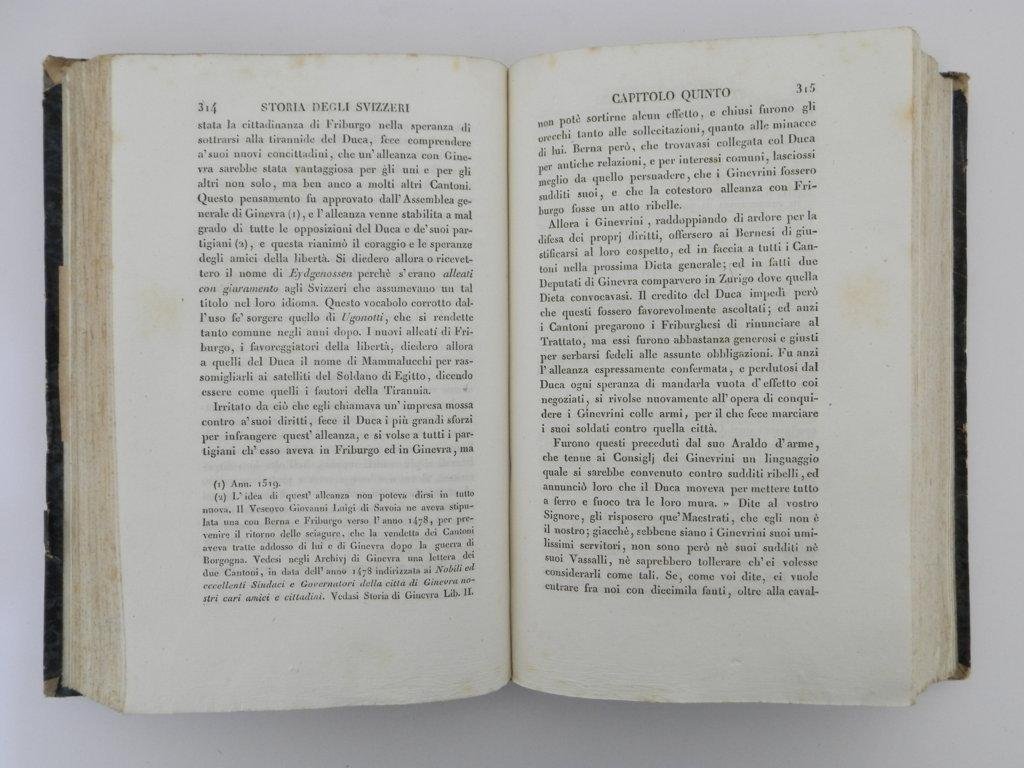 314 STORIA DEGLI SVIZZERI
stata la cittadinanza di Friburgo nella speranza di
sottrarsi alla tirannide del Duca, fece comprendere
a'suoi nuovi concittadini, che un'alleanza con Gine-
vra sarebbe stata vantaggiosa per gli uni e per gli
altri non solo, ma ben anco a molti altri Cantoni.
Questo pensamento fu approvato dall'Assemblea ge-
nerale di Ginevra (1), e l'alleanza venne stabilita a mal
grado di tutte le opposizioni del Duca e de'suoi par-
tigiani (2), e questa rianimò il coraggio e le speranze
degli amici della libertà. Si diedero allora o ricevet-
tero il nome di Eydgenossen perchè s'erano alleati
con giuramento agli Svizzeri che assumevano un tal
titolo nel loro idioma. Questo vocabolo corrotto dal-
l'uso fe' sorgere quello di Ugonotti, che si rendette
tanto comune negli anni dopo. I nuovi alleati di Fri-
burgo, i favoreggiatori della libertà, diedero allora
a quelli del Duca il nome di Mammalucchi per ras-
somigliarli ai satelliti del Soldano di Egitto, dicendo
essere come quelli i fautori della Tirannia.
Irritato da ciò che egli chiamava un'impresa mossa
contro a'suoi diritti, fece il Duca i più grandi sforzi
per infrangere quest'alleanza, e si volse a tutti i par-
tigiani ch'esso aveva in Friburgo ed in Ginevra, ma
(1) Ann. 1519.
(2) L'idea di quest'alleanza non poteva dirsi in tutto
nuova. Il Vescovo Giovanni Luigi di Savoia ne aveva stipu-
lata una con Berna e Friburgo verso l'anno 1478, per pre-
venire il ritorno delle sciagure, che la vendetta dei Cantoni
aveva tratte addosso di lui e di Ginevra dopo la guerra di
Borgogna. Vedesi negli Archivj di Ginevra una lettera dei
due Cantoni, in data dell'anno 1478 indirizzata ai Nobili ed
eccellenti Sindaci e Governatori della città di Ginevra no-
stri cari amici e cittadini. Vedasi Storia di Ginevra Lib. II.
CAPITOLO QUINTO 315
non potè sortirne alcun effetto, e chiusi furono gli
orecchi tanto alle sollecitazioni, quanto alle minacce
di lui. Berna però, che trovavasi collegata col Duca
per antiche relazioni, e per interessi comuni, lasciossi
meglio da quello persuadere, che i Ginevrini fossero
sudditi suoi, e che la cotestoro alleanza con Fri-
burgo fosse un atto ribelle.
Allora i Ginevrini, raddoppiando di ardore per la
difesa dei proprj diritti, offersero ai Bernesi di giu-
stificarsi al loro cospetto, ed in faccia a tutti i Can-
toni nella prossima Dieta generale; ed in fatti due
Deputati di Ginevra comparvero in Zurigo dove quella
Dieta convocavasi. Il credito del Duca impedì però
che questi fossero favorevolmente ascoltati; ed anzi
i Cantoni pregarono i Friburghesi di rinunciare al
Trattato, ma essi furono abbastanza generosi e giusti
per serbarsi fedeli alle assunte obbligazioni. Fu anzi
l'alleanza espressamente confermata, e perdutosi dal
Duca ogni speranza di mandarla vuota d'effetto coi
negoziati, si rivolse nuovamente all'opera di conqui-
dere i Ginevrini colle armi, per il che fece marciare
i suoi soldati contro quella città.
Furono questi preceduti dal suo Araldo d'arme,
che tenne ai Consiglj dei Ginevrini un linguaggio
quale si sarebbe convenuto contro sudditi ribelli, ed
annunciò loro che il Duca moveva per mettere tutto
a ferro e fuoco tra le loro mura. „ Dite al vostro
Signore, gli risposero que'Maestrati, che egli non è
il nostro; giacchè, sebbene siano i Ginevrini suoi umi-
lissimi servitori, non sono però nè suoi sudditi nè
suoi Vassalli, nè saprebbero tollerare ch'ei volesse
considerarli come tali. Se, come voi dite, ei vuole
entrare fra noi con diecimila fanti, oltre alla caval-